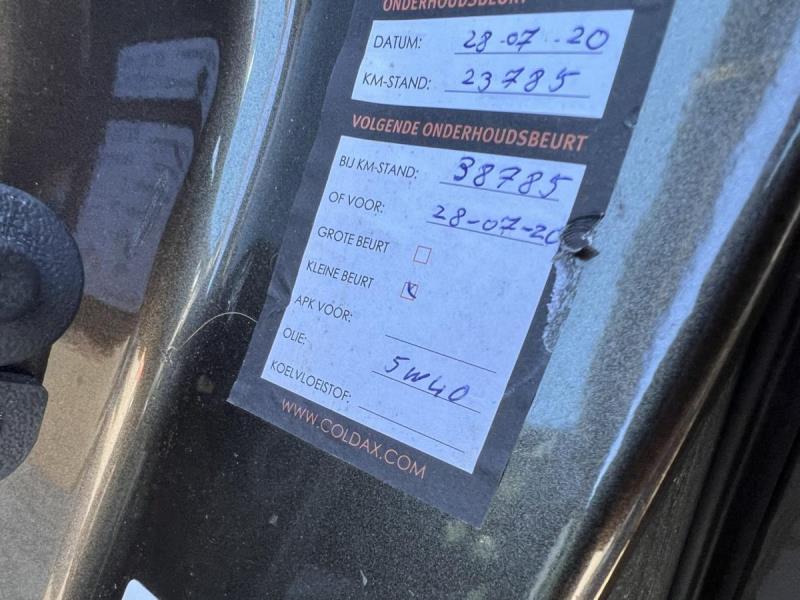 ONDERHOUDSBEURT
DATUM: 28-07-20
KM-STAND: 23785
VOLGENDE ONDERHOUDSBEURT
BIJ KM-STAND: 38785
OF VOOR: 28-07-20
GROTE BEURT
KLEINE BEURT
APK VOOR:
OLIE: 5W40
KOELVLOEISTOF:
WWW.COLDAX.COM